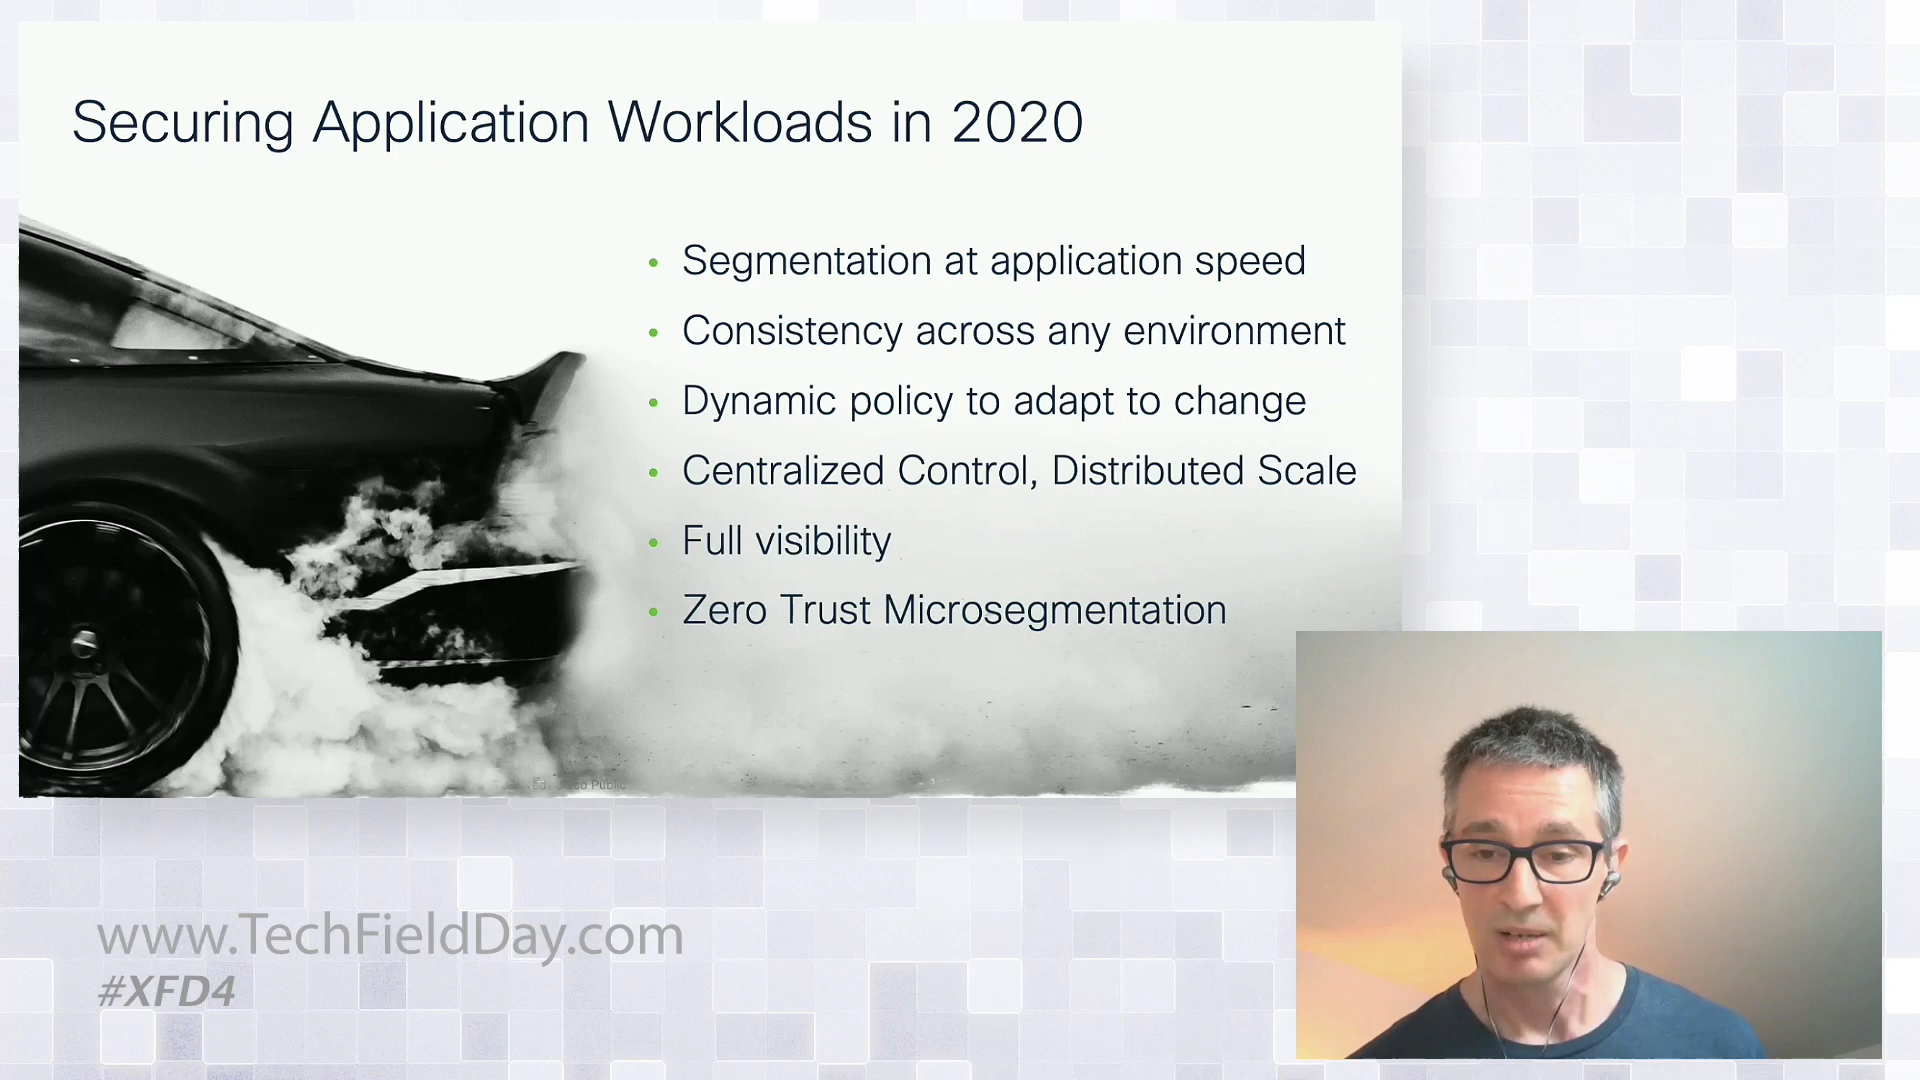 Securing Application Workloads in 2020
• Segmentation at application speed
• Consistency across any environment
• Dynamic policy to adapt to change
• Centralized Control, Distributed Scale
• Full visibility
• Zero Trust Microsegmentation
Public
www.TechFieldDay.com
#XFD4